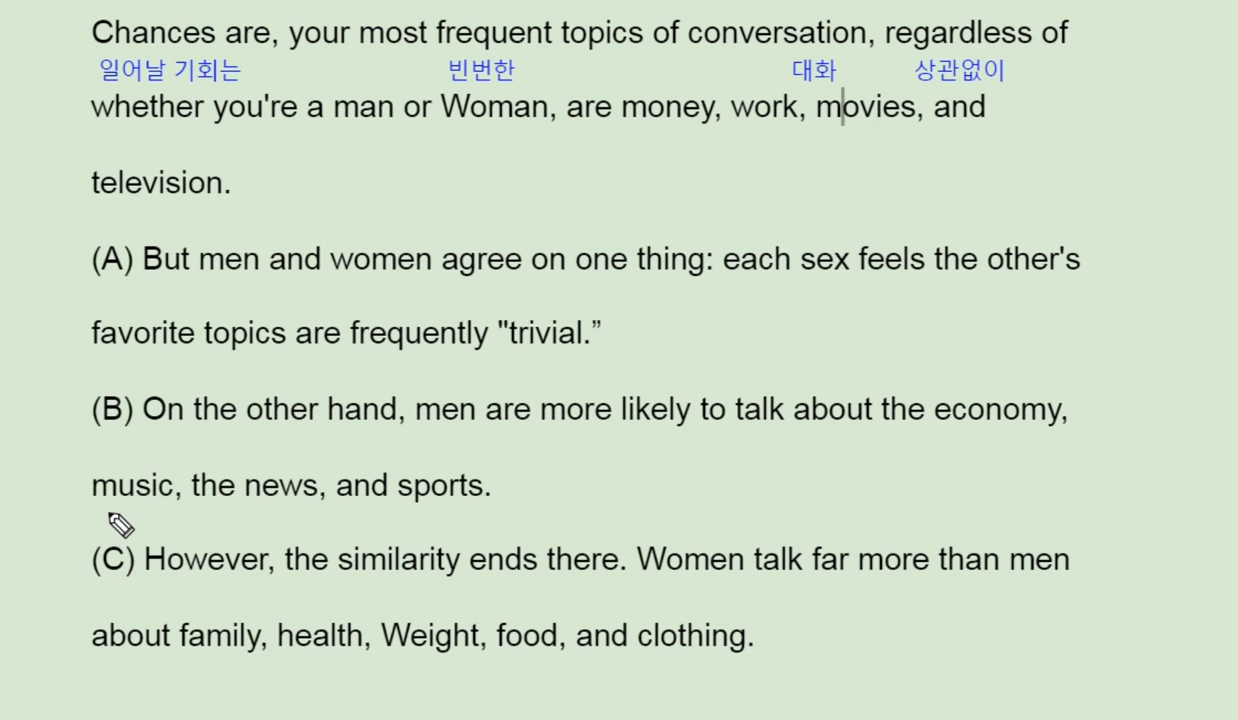 Chances are, your most frequent topics of conversation, regardless of
일어날 기회는 빈번한 대화 상관없이
whether you're a man or Woman, are money, work, movies, and
television.
(A) But men and women agree on one thing: each sex feels the other's
favorite topics are frequently "trivial.”
(B) On the other hand, men are more likely to talk about the economy,
music, the news, and sports.
(C) However, the similarity ends there. Women talk far more than men
about family, health, Weight, food, and clothing.